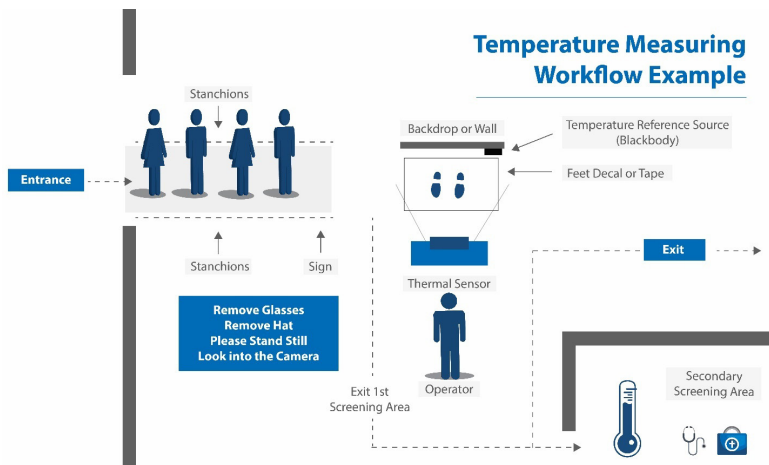 Temperature Measuring
Workflow Example
Stanchions
Backdrop or Wall
Temperature Reference Source
(Blackbody)
Feet Decal or Tape
Entrance
Stanchions
Sign
Exit
Thermal Sensor
Remove Glasses
Remove Hat
Please Stand Still
Look into the Camera
Operator
Exit 1st
Screening Area
Secondary
Screening Area